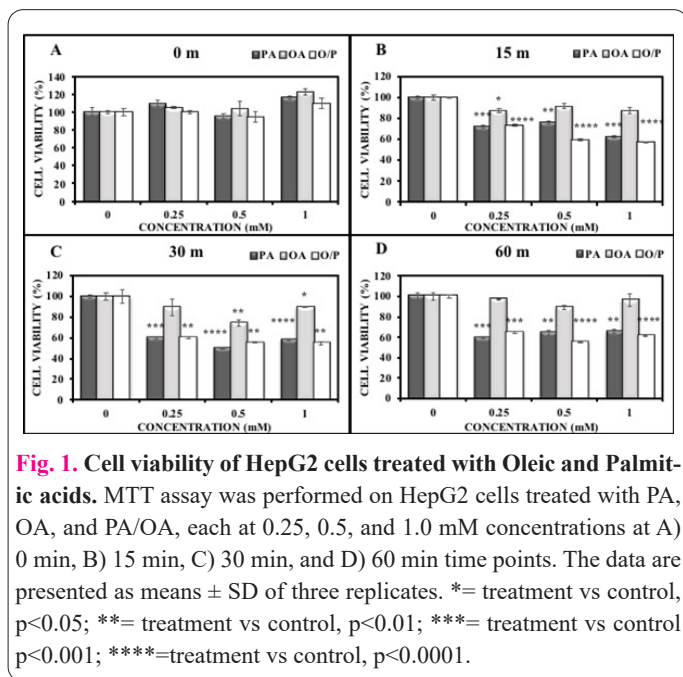 A 0 m ■PA □OA □O/P
140
120
100
80
60
40
20
0
CELL VIABILITY (%)
0 0.25 0.5 1
CONCENTRATION (mM)
B 15 m ■PA □OA □O/P
120
100
80
60
40
20
0
CELL VIABILITY (%)
*** * **** ** **** *** ****
0 0.25 0.5 1
CONCENTRATION (mM)
C 30 m ■PA □OA □O/P
120
100
80
60
40
20
0
CELL VIABILITY (%)
*** ** **** ** ** **** * **
0 0.25 0.5 1
CONCENTRATION (mM)
D 60 m ■PA □OA □O/P
120
100
80
60
40
20
0
CELL VIABILITY (%)
*** *** ** **** ** ****
0 0.25 0.5 1
CONCENTRATION (mM)
Fig. 1. Cell viability of HepG2 cells treated with Oleic and Palmit-
ic acids. MTT assay was performed on HepG2 cells treated with PA,
OA, and PA/OA, each at 0.25, 0.5, and 1.0 mM concentrations at A)
0 min, B) 15 min, C) 30 min, and D) 60 min time points. The data are
presented as means ± SD of three replicates. *= treatment vs control,
p<0.05; **= treatment vs control, p<0.01; ***= treatment vs control
p<0.001; ****=treatment vs control, p<0.0001.